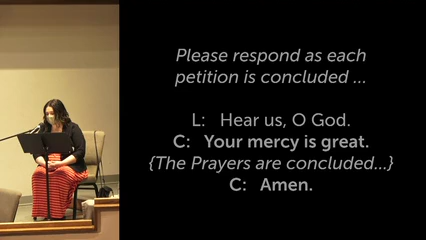 Please respond as each
petition is concluded ...
L: Hear us, O God.
C: Your mercy is great.
{The Prayers are concluded...}
C: Amen.